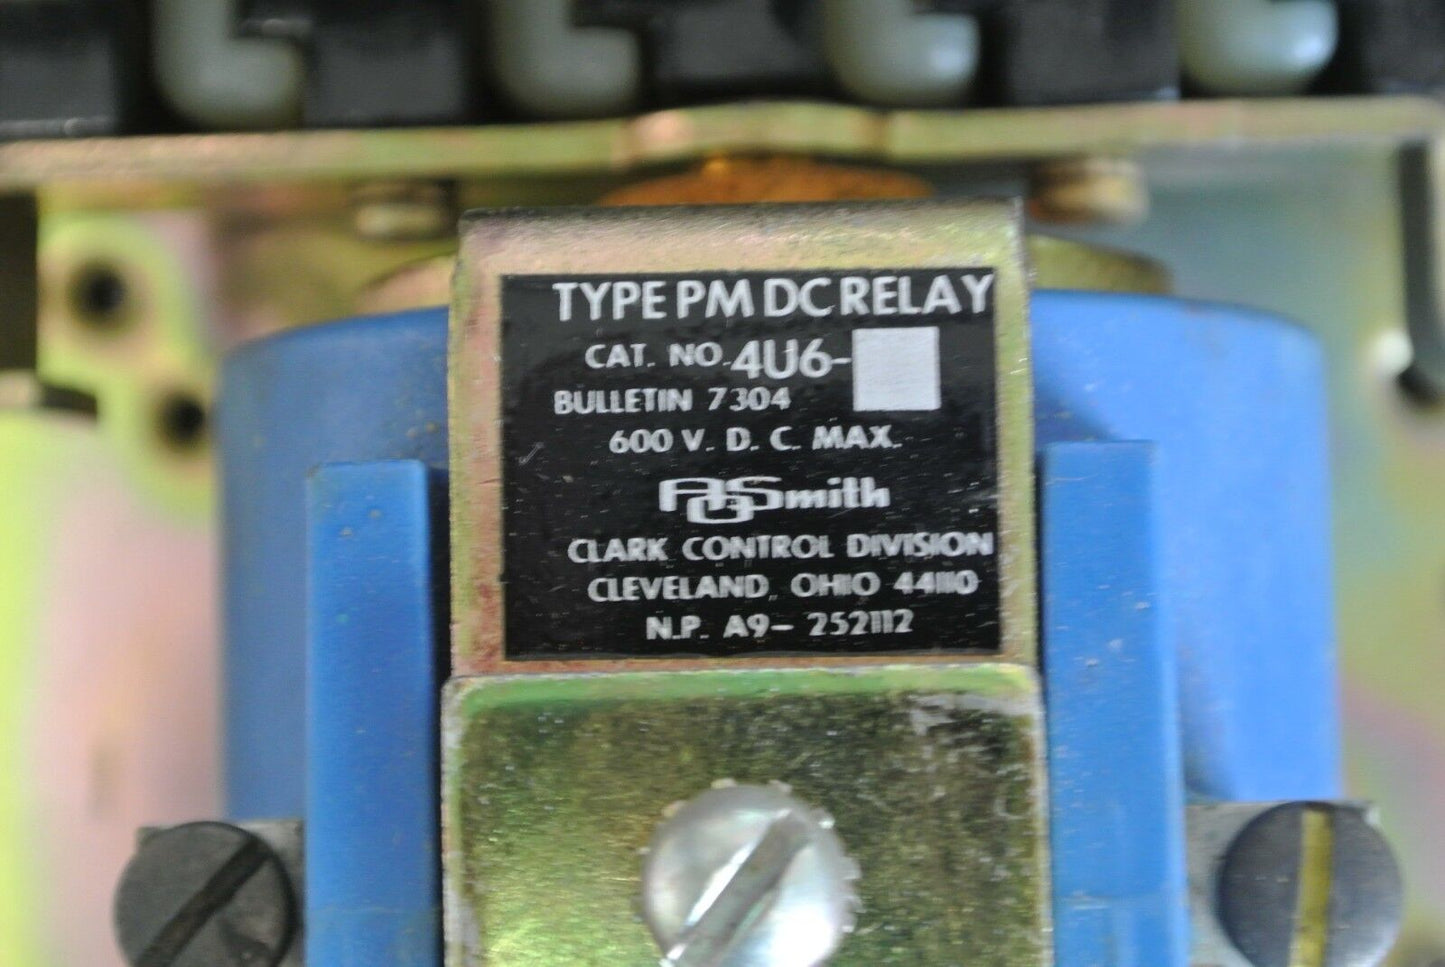 TYPE PM DC RELAY
CAT. NO. 4U6-
BULLETIN 7304
600 V. D. C. MAX.
AOSmith
CLARK CONTROL DIVISION
CLEVELAND, OHIO 44110
N.P. A9- 252112